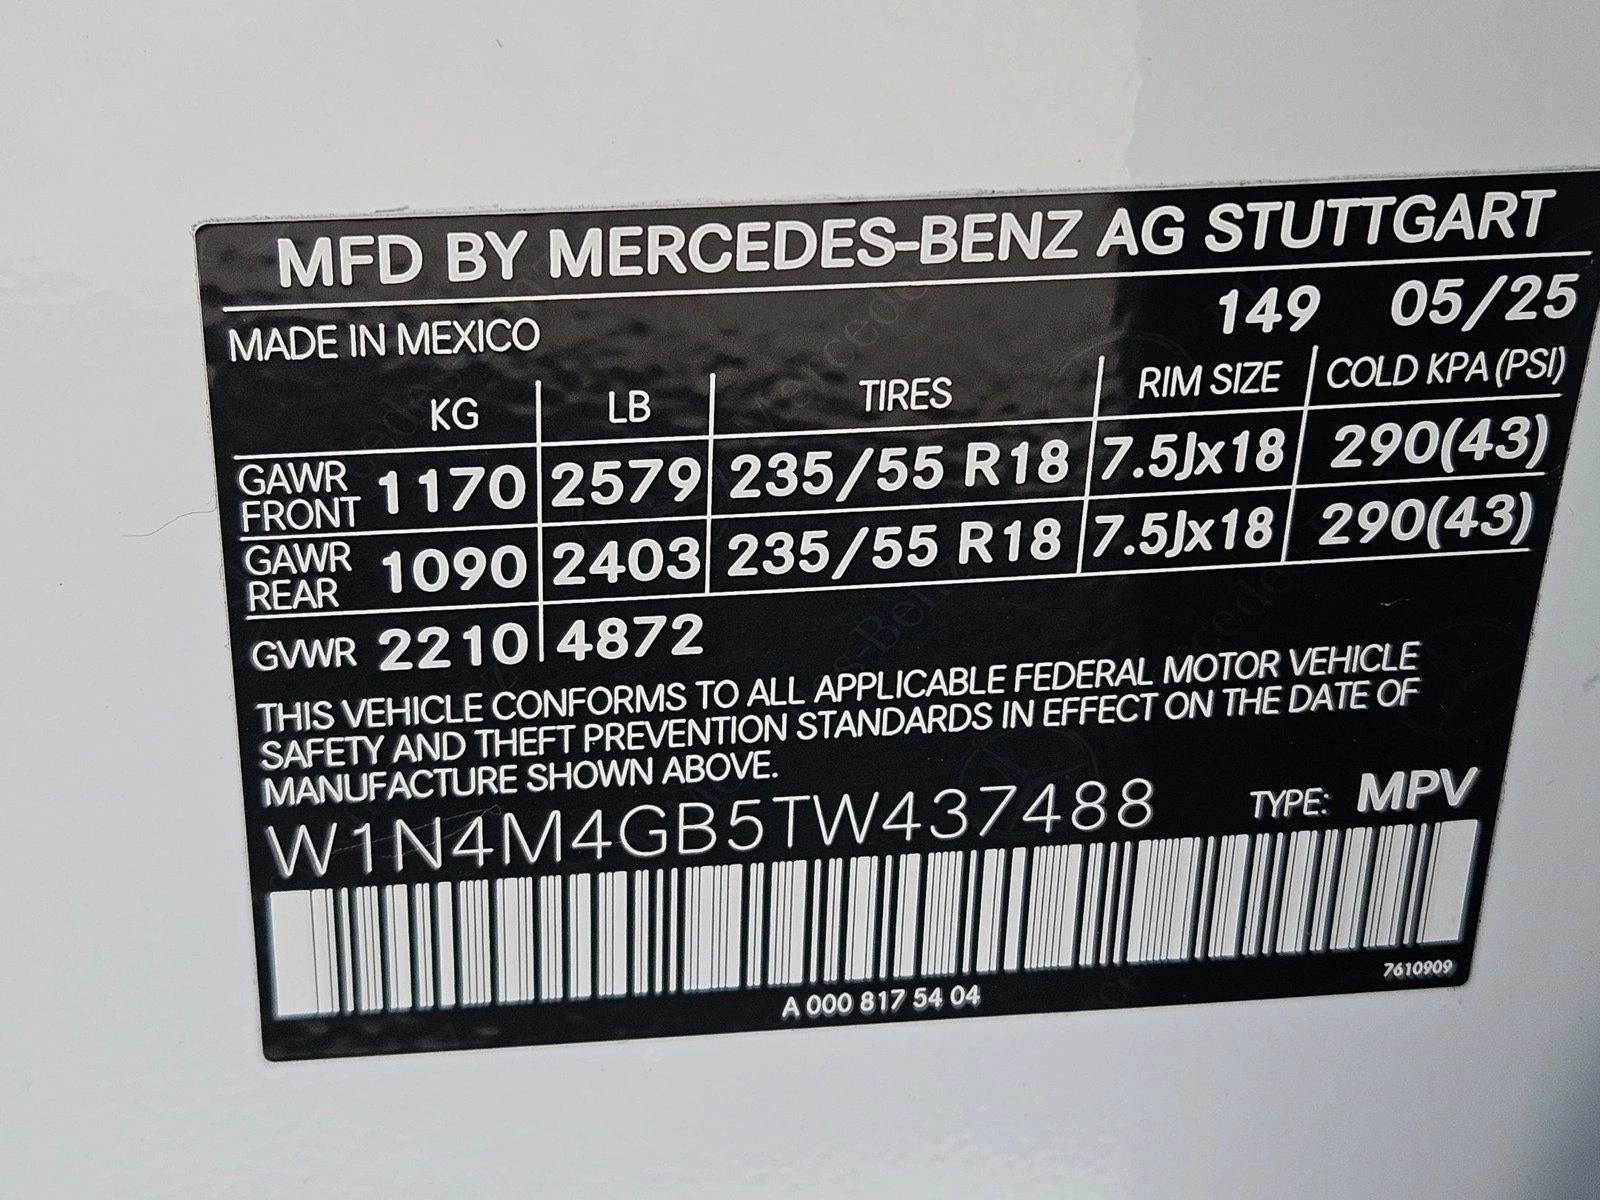 MFD BY MERCEDES-BENZ AG STUTTGART
MADE IN MEXICO 149 05/25
KG LB TIRES RIM SIZE COLD KPA (PSI)
GAWR FRONT 1170 2579 235/55 R18 7.5Jx18 290(43)
GAWR REAR 1090 2403 235/55 R18 7.5Jx18 290(43)
GVWR 2210 4872
THIS VEHICLE CONFORMS TO ALL APPLICABLE FEDERAL MOTOR VEHICLE
SAFETY AND THEFT PREVENTION STANDARDS IN EFFECT ON THE DATE OF
MANUFACTURE SHOWN ABOVE.
W1N4M4GB5TW437488 TYPE: MPV
7610909
A 000 817 54 04